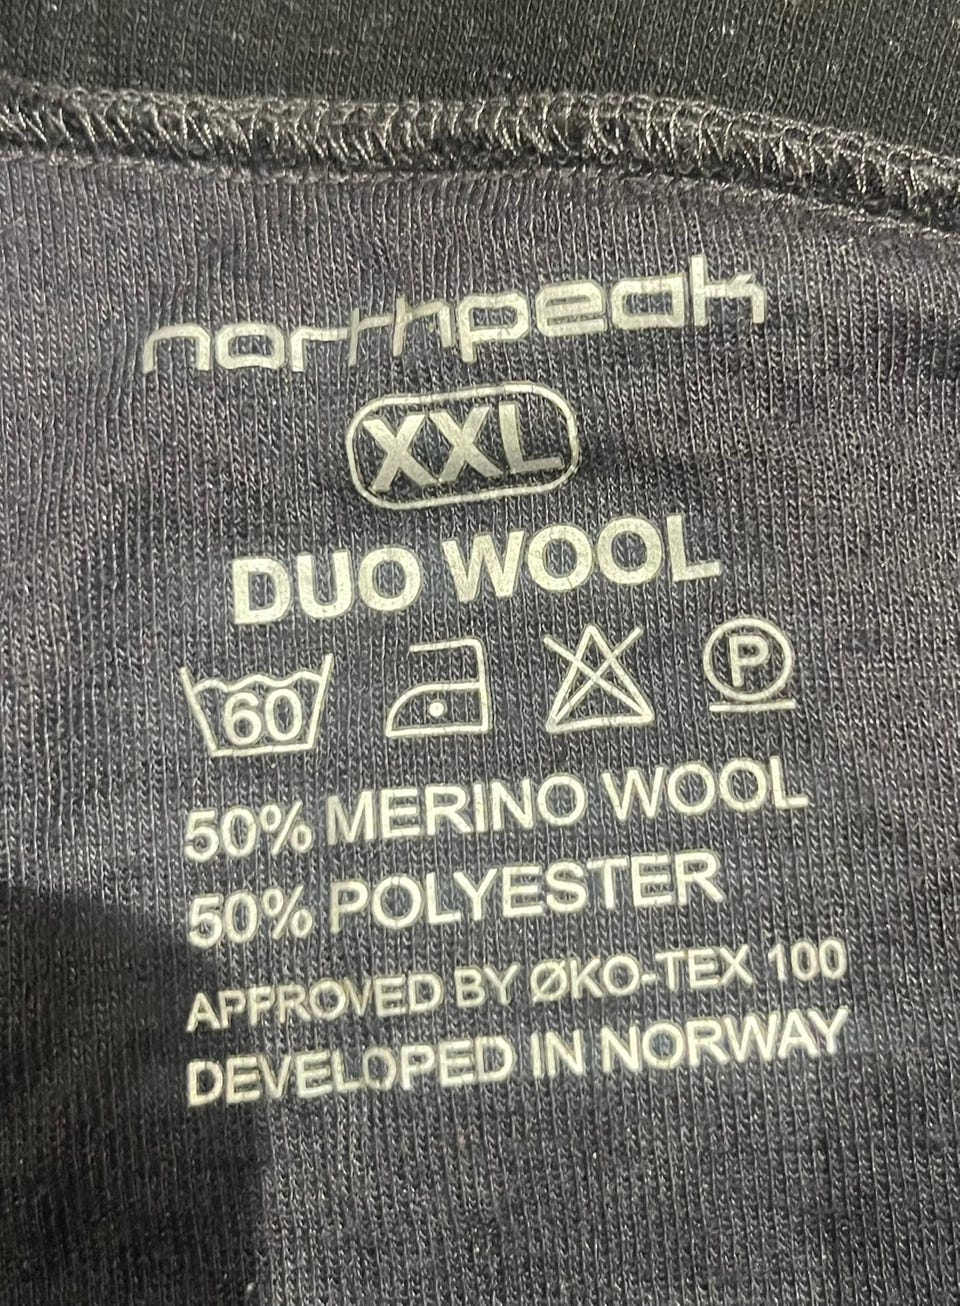 northpeak
XXL
DUO WOOL
60 P
50% MERINO WOOL
50% POLYESTER
APPROVED BY ØKO-TEX 100
DEVELOPED IN NORWAY